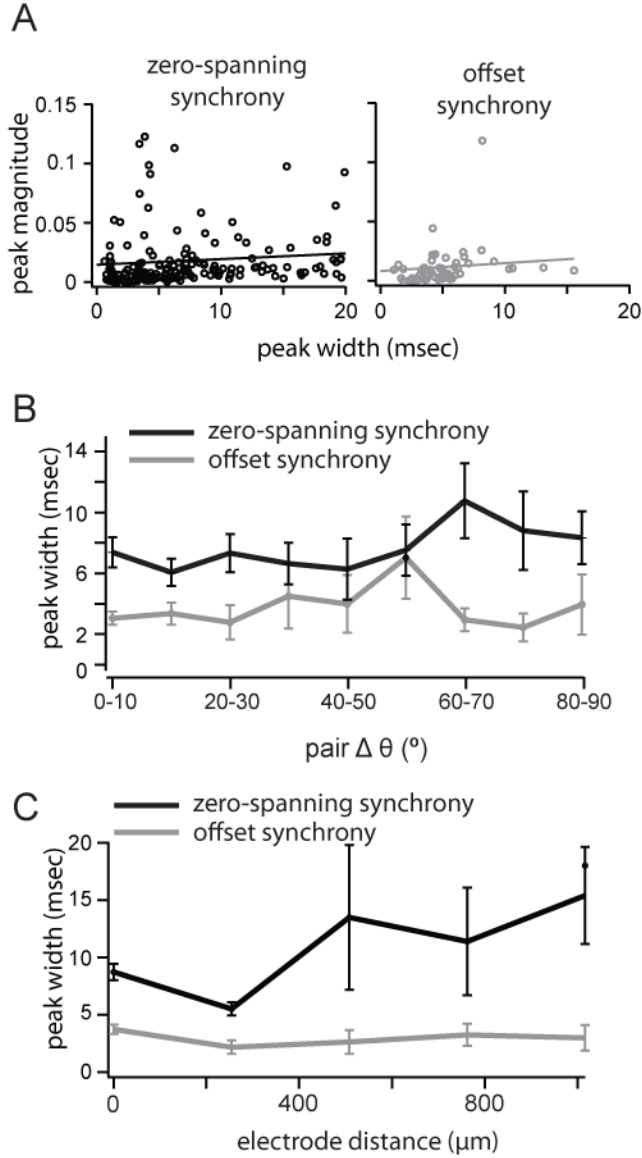 A
zero-spanning
synchrony
offset
synchrony
0.15
0.1
0.05
0
peak magnitude
0 10 20 0 10 20
peak width (msec)
B
zero-spanning synchrony
offset synchrony
14
10
6
2
0
peak width (msec)
0-10 20-30 40-50 60-70 80-90
pair Δ θ (º)
C
zero-spanning synchrony
offset synchrony
20
15
10
5
0
peak width (msec)
0 400 800
electrode distance (μm)